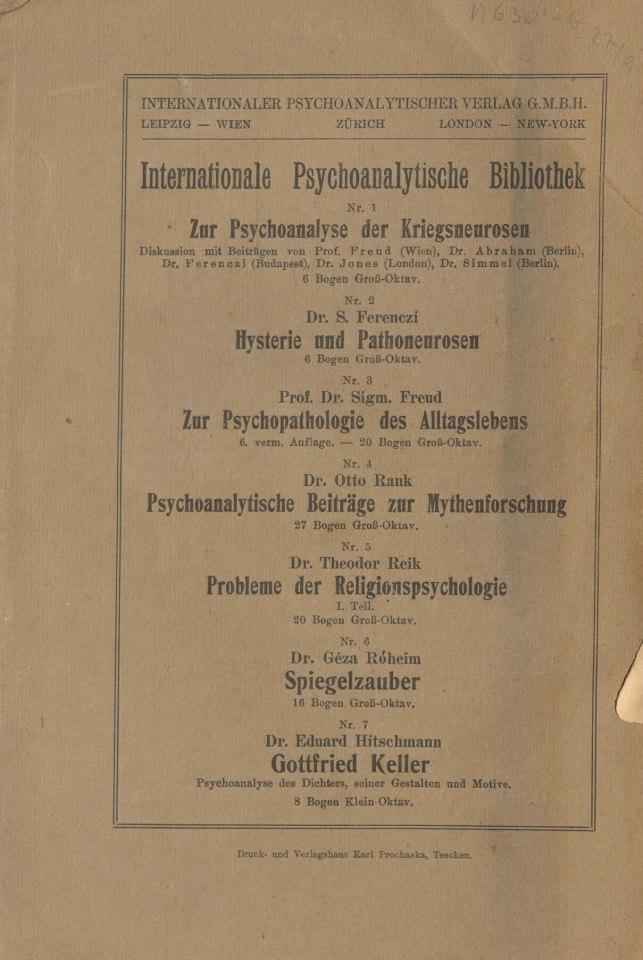 INTERNATIONALER PSYCHOANALYTISCHER VERLAG G.M.B.H.
LEIPZIG — WIEN ZÜRICH LONDON — NEW-YORK
Internationale Psychoanalytische Bibliothek
Nr. 1
Zur Psychoanalyse der Kriegsneurosen
Diskussion mit Beiträgen von Prof. Freud (Wien), Dr. Abraham (Berlin),
Dr. Ferenczi (Budapest), Dr. Jones (London), Dr. Simmel (Berlin).
6 Bogen Groß-Oktav.
Nr. 2
Dr. S. Ferenczi
Hysterie und Pathoneurosen
6 Bogen Groß-Oktav.
Nr. 3
Prof. Dr. Sigm. Freud
Zur Psychopathologie des Alltagslebens
6. verm. Auflage. — 20 Bogen Groß-Oktav.
Nr. 4
Dr. Otto Rank
Psychoanalytische Beiträge zur Mythenforschung
27 Bogen Groß-Oktav.
Nr. 5
Dr. Theodor Reik
Probleme der Religionspsychologie
I. Teil.
20 Bogen Groß-Oktav.
Nr. 6
Dr. Géza Róheim
Spiegelzauber
16 Bogen Groß-Oktav.
Nr. 7
Dr. Eduard Hitschmann
Gottfried Keller
Psychoanalyse des Dichters, seiner Gestalten und Motive.
8 Bogen Klein-Oktav.
Druck- und Verlagshaus Karl Prochaska, Teschen.